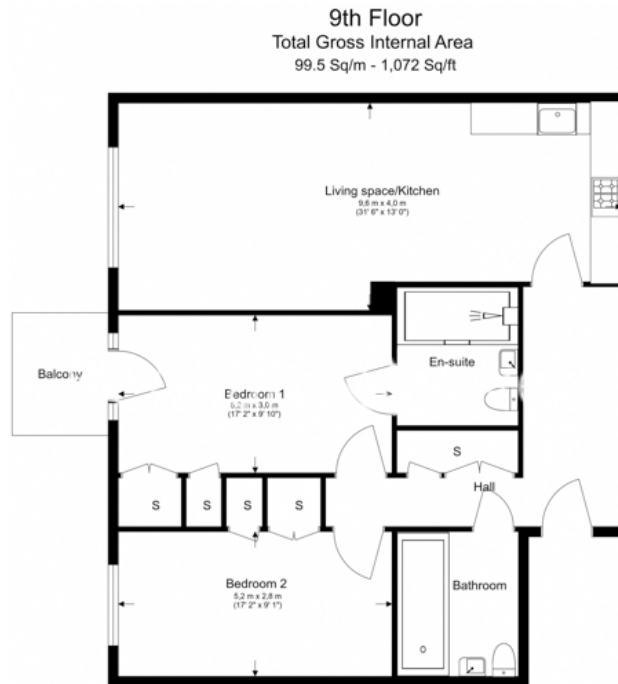 9th Floor
Total Gross Internal Area
99.5 Sq/m - 1,072 Sq/ft
Living space/Kitchen
9,6 m x 4,0 m
(31' 6" x 13' 0")
Balcony
En-suite
Bedroom 1
5,2 m x 3,0 m
(17' 2" x 9' 10")
S
Hall
S
S
S
S
Bedroom 2
5,2 m x 2,8 m
(17' 2" x 9' 1")
Bathroom